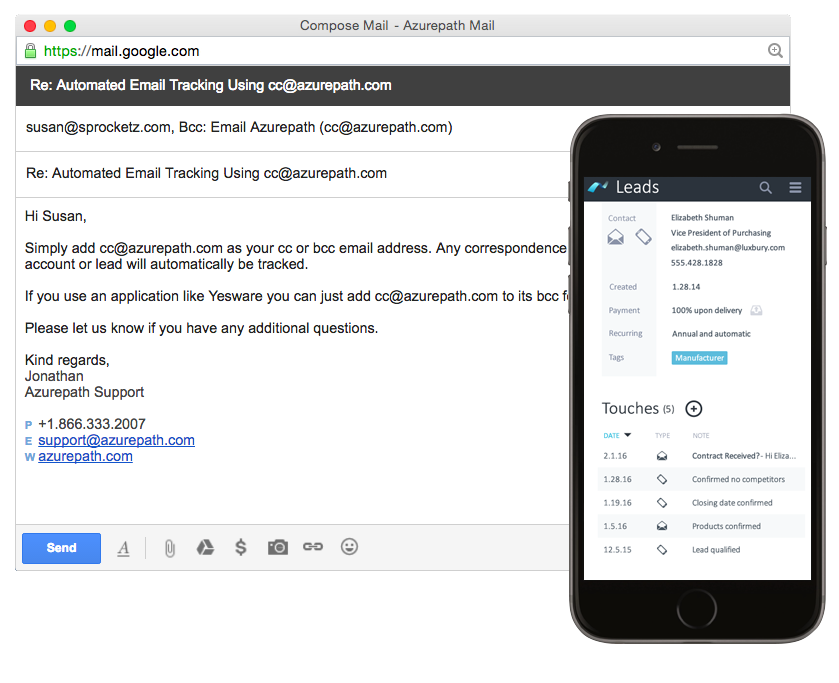 Compose Mail - Azurepath Mail
https://mail.google.com
Re: Automated Email Tracking Using cc@azurepath.com
susan@sprocketz.com, Bcc: Email Azurepath (cc@azurepath.com)
Re: Automated Email Tracking Using cc@azurepath.com
Hi Susan,
Simply add cc@azurepath.com as your cc or bcc email address. Any correspondence
account or lead will automatically be tracked.
If you use an application like Yesware you can just add cc@azurepath.com to its bcc
Please let us know if you have any additional questions.
Kind regards,
Jonathan
Azurepath Support
P +1.866.333.2007
E support@azurepath.com
W azurepath.com
Send A $
Leads
Contact Elizabeth Shuman
Vice President of Purchasing
elizabeth.shuman@luxbury.com
555.428.1828
Created 1.28.14
Payment 100% upon delivery
Recurring Annual and automatic
Tags Manufacturer
Touches (5)
DATE TYPE NOTE
2.1.16 Contract Received? - Hi Eliza...
1.28.16 Confirmed no competitors
1.19.16 Closing date confirmed
1.5.16 Products confirmed
12.5.15 Lead qualified